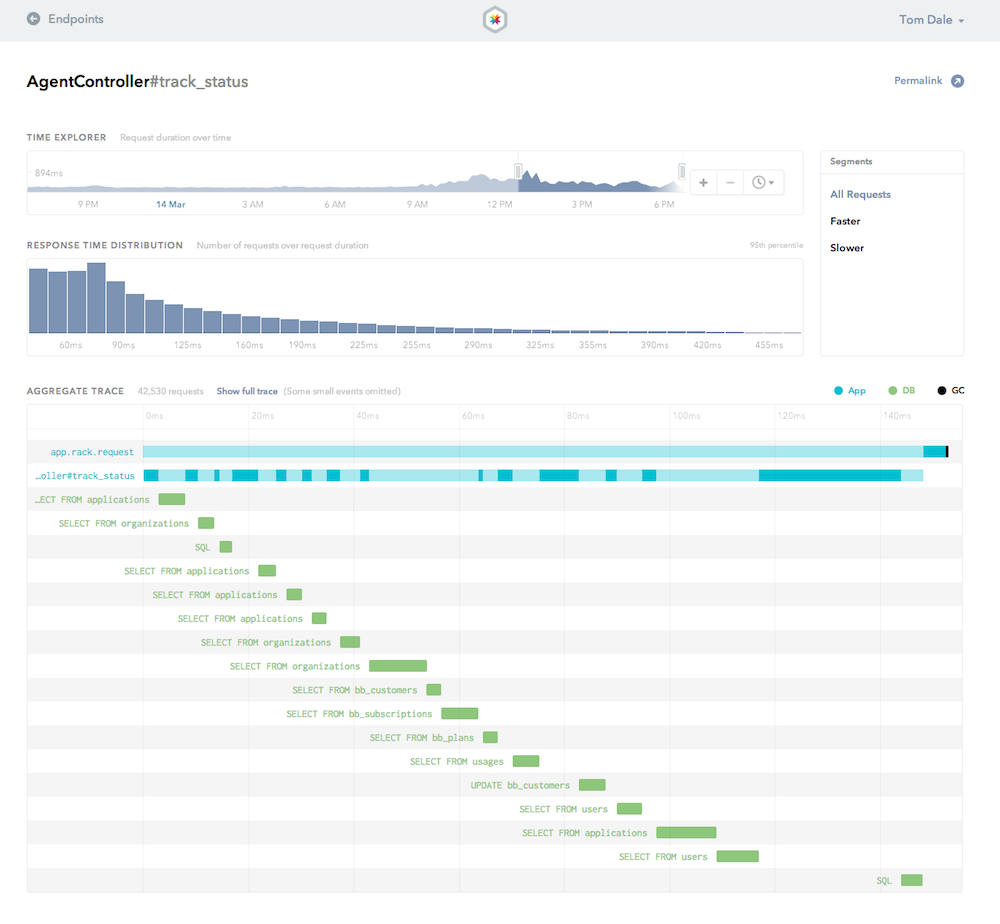 Endpoints
Tom Dale
AgentController#track_status
Permalink
TIME EXPLORER Request duration over time
894ms
9 PM 14 Mar 3 AM 6 AM 9 AM 12 PM 3 PM 6 PM
Segments
All Requests
Faster
Slower
RESPONSE TIME DISTRIBUTION Number of requests over request duration 95th percentile
60ms 90ms 125ms 160ms 190ms 225ms 255ms 290ms 325ms 355ms 390ms 420ms 455ms
AGGREGATE TRACE 42,530 requests Show full trace (Some small events omitted) App DB GC
0ms 20ms 40ms 60ms 80ms 100ms 120ms 140ms
app.rack.request
…oller#track_status
…ECT FROM applications
SELECT FROM organizations
SQL
SELECT FROM applications
SELECT FROM applications
SELECT FROM applications
SELECT FROM organizations
SELECT FROM organizations
SELECT FROM bb_customers
SELECT FROM bb_subscriptions
SELECT FROM bb_plans
SELECT FROM usages
UPDATE bb_customers
SELECT FROM users
SELECT FROM applications
SELECT FROM users
SQL